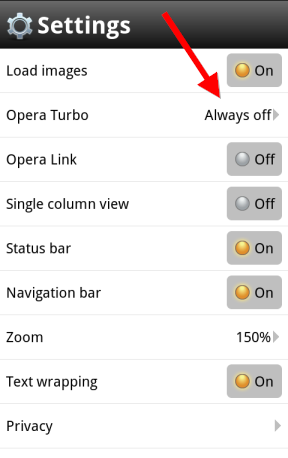 Settings
Load images On
Opera Turbo Always off
Opera Link Off
Single column view Off
Status bar On
Navigation bar On
Zoom 150%
Text wrapping On
Privacy